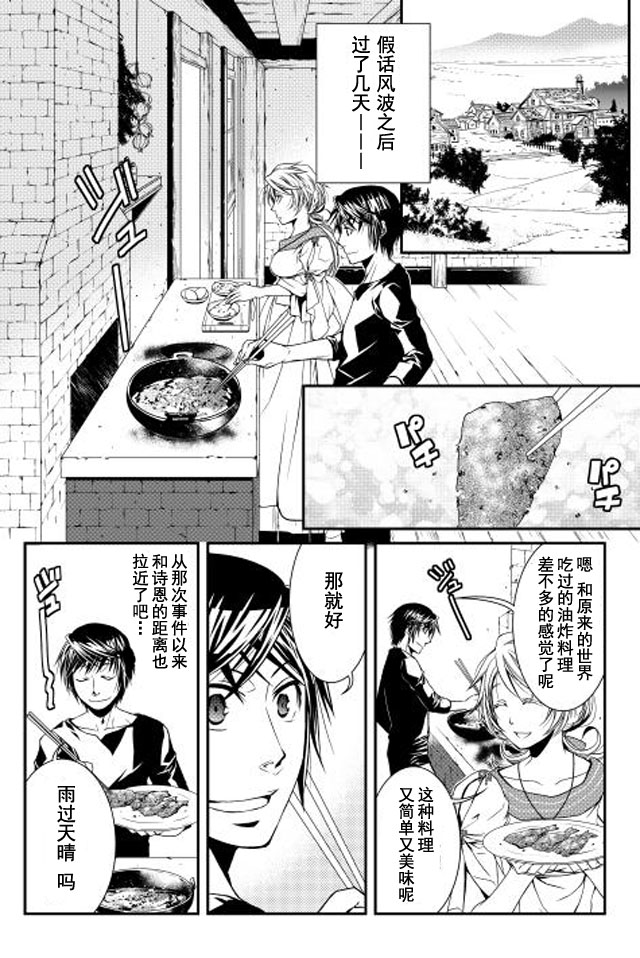 假话风波之后
过了几天———
ジュ
ジュ
パチ
パチ
嗯 和原来的世界
吃过的油炸料理
差不多的感觉了呢
ジュ
这种料理
又简单又美味呢
那就好
从那次事件以来
和诗恩的距离也
拉近了吧…
ジュ
雨过天晴 吗